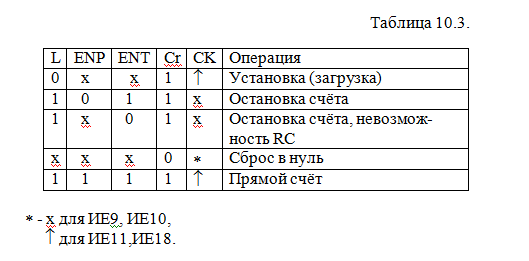 Таблица 10.3.
L ENP ENT Cr CK Операция
0 x x 1 ↑ Установка (загрузка)
1 0 1 1 x Остановка счёта
1 x 0 1 x Остановка счёта, невозмож-
ность RC
x x x 0 * Сброс в нуль
1 1 1 1 ↑ Прямой счёт
* - x для ИЕ9, ИЕ10,
↑ для ИЕ11,ИЕ18.